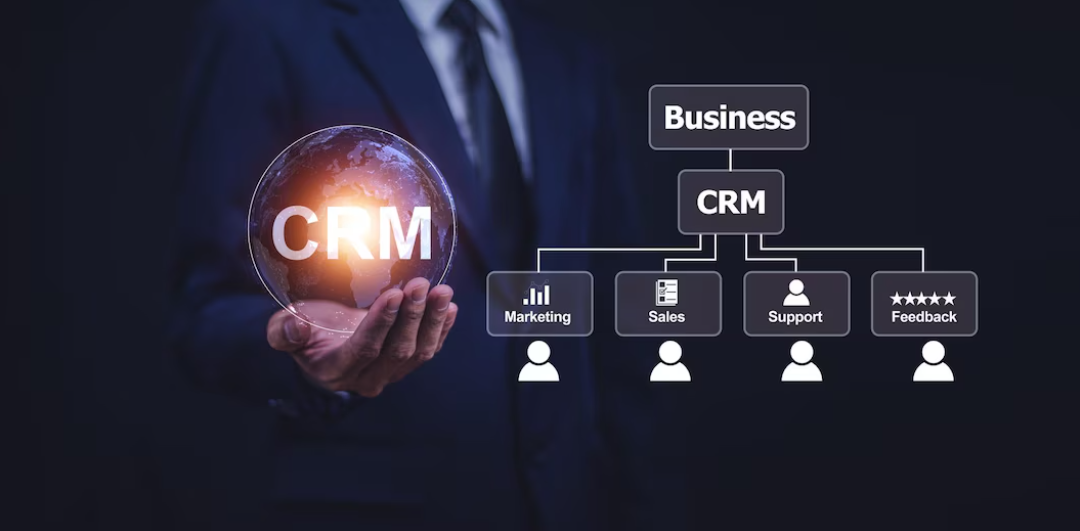 CRM
Business
CRM
Marketing
Sales
Support
Feedback